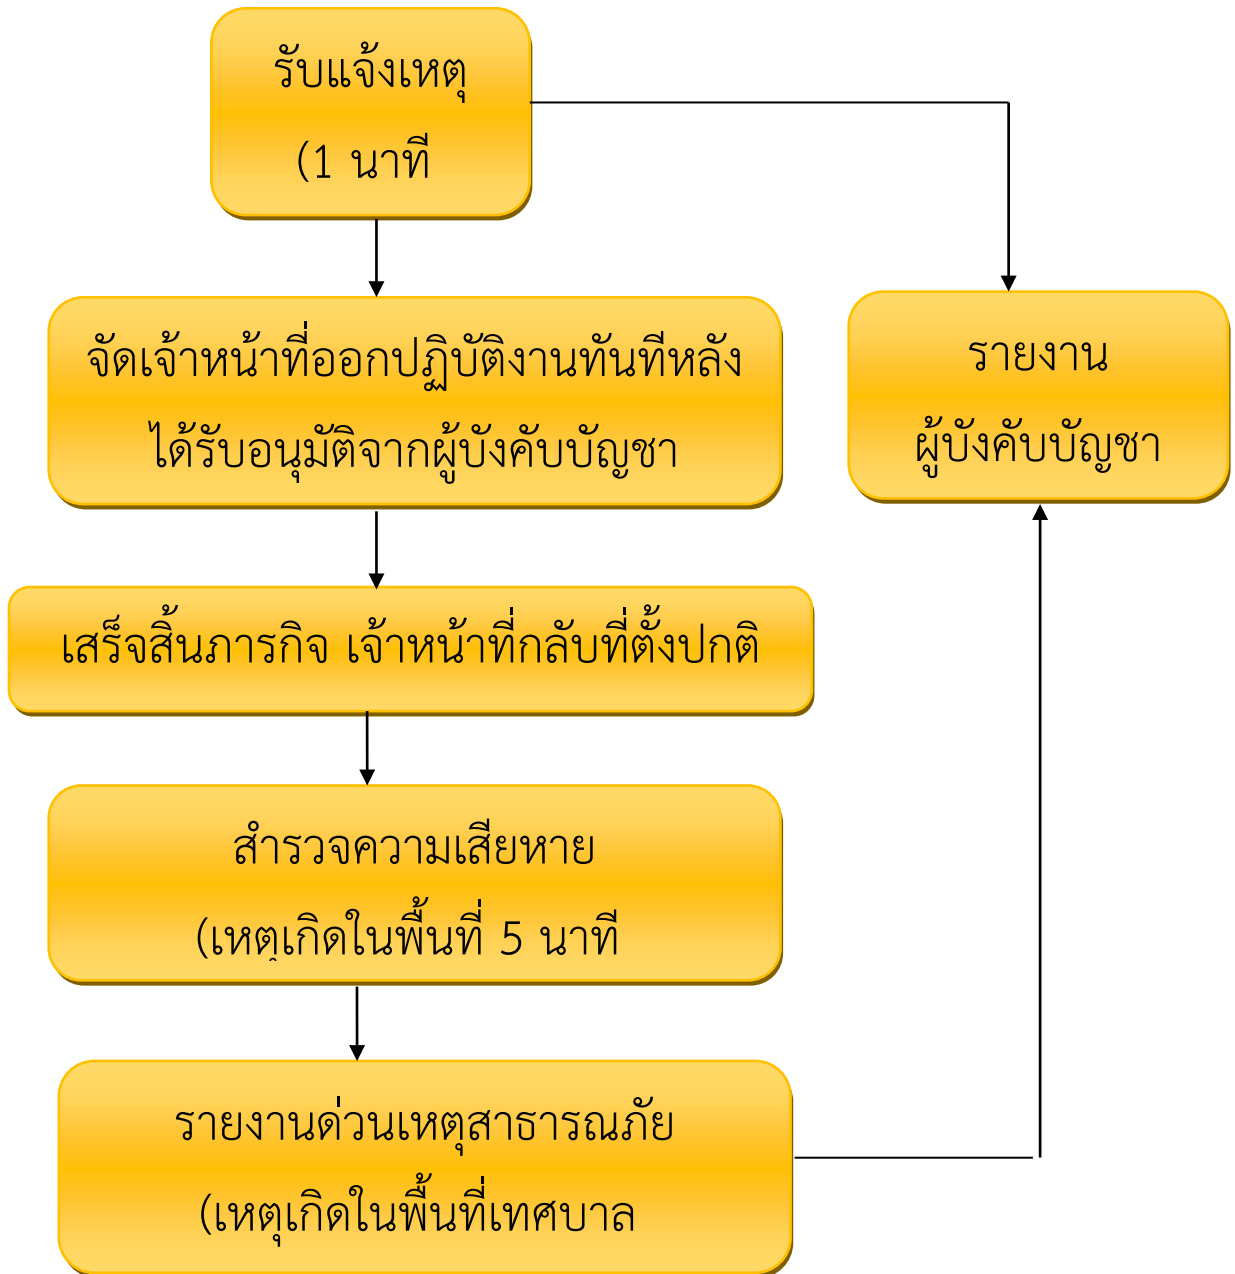 รับแจ้งเหตุ
(1 นาที
จัดเจ้าหน้าที่ออกปฏิบัติงานทันทีหลัง
ได้รับอนุมัติจากผู้บังคับบัญชา
รายงาน
ผู้บังคับบัญชา
เสร็จสิ้นภารกิจ เจ้าหน้าที่กลับที่ตั้งปกติ
สำรวจความเสียหาย
(เหตุเกิดในพื้นที่ 5 นาที
รายงานด่วนเหตุสาธารณภัย
(เหตุเกิดในพื้นที่เทศบาล